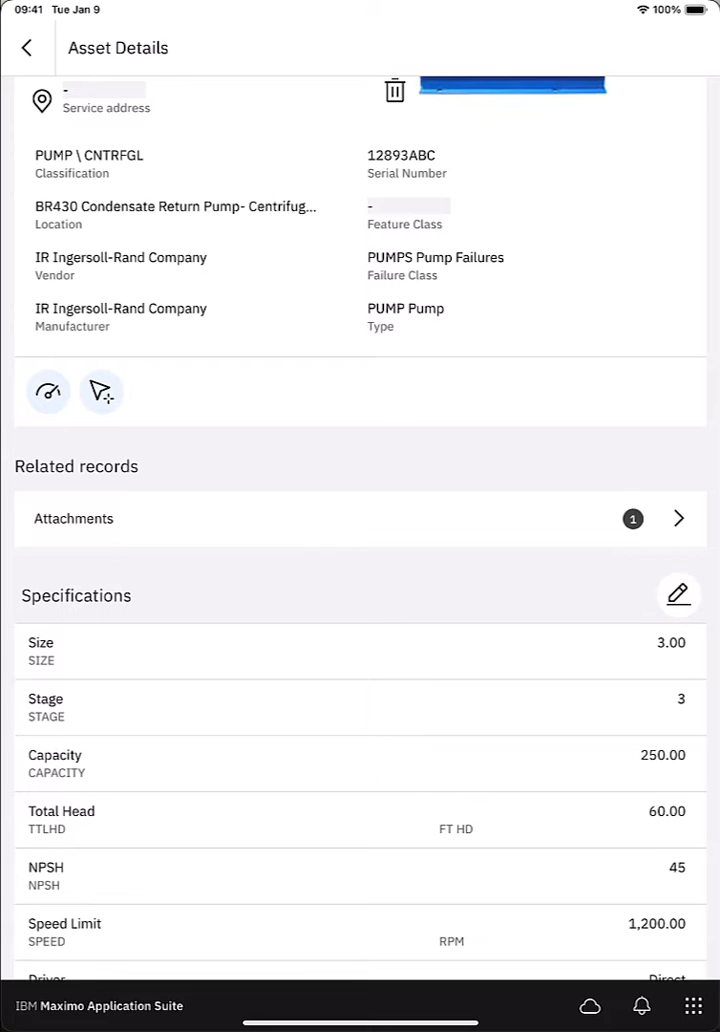 09:41 Tue Jan 9
100%
Asset Details
-
Service address
PUMP \ CNTRFGL
Classification
12893ABC
Serial Number
BR430 Condensate Return Pump- Centrifug...
Location
-
Feature Class
IR Ingersoll-Rand Company
Vendor
PUMPS Pump Failures
Failure Class
IR Ingersoll-Rand Company
Manufacturer
PUMP Pump
Type
Related records
Attachments
1
Specifications
Size
3.00
SIZE
Stage
3
STAGE
Capacity
250.00
CAPACITY
Total Head
60.00
TTLHD
FT HD
NPSH
45
NPSH
Speed Limit
1,200.00
SPEED
RPM
Driver
Direct
IBM Maximo Application Suite